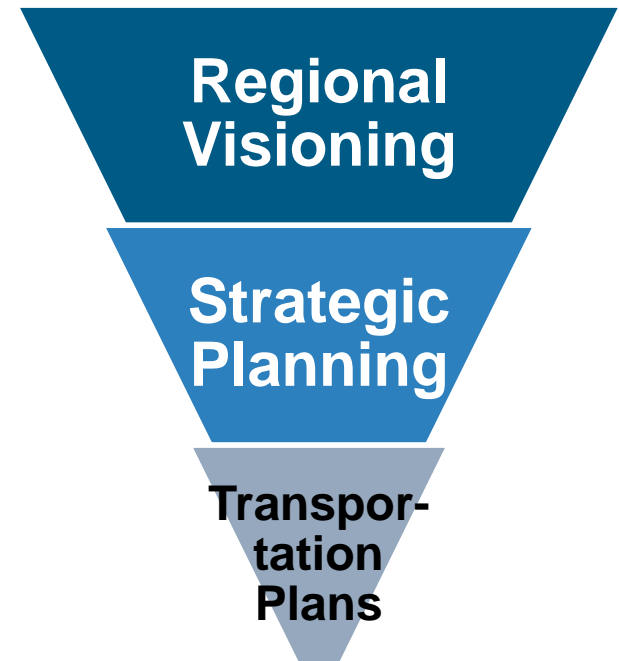 Regional
Visioning
Strategic
Planning
Transpor-
tation
Plans